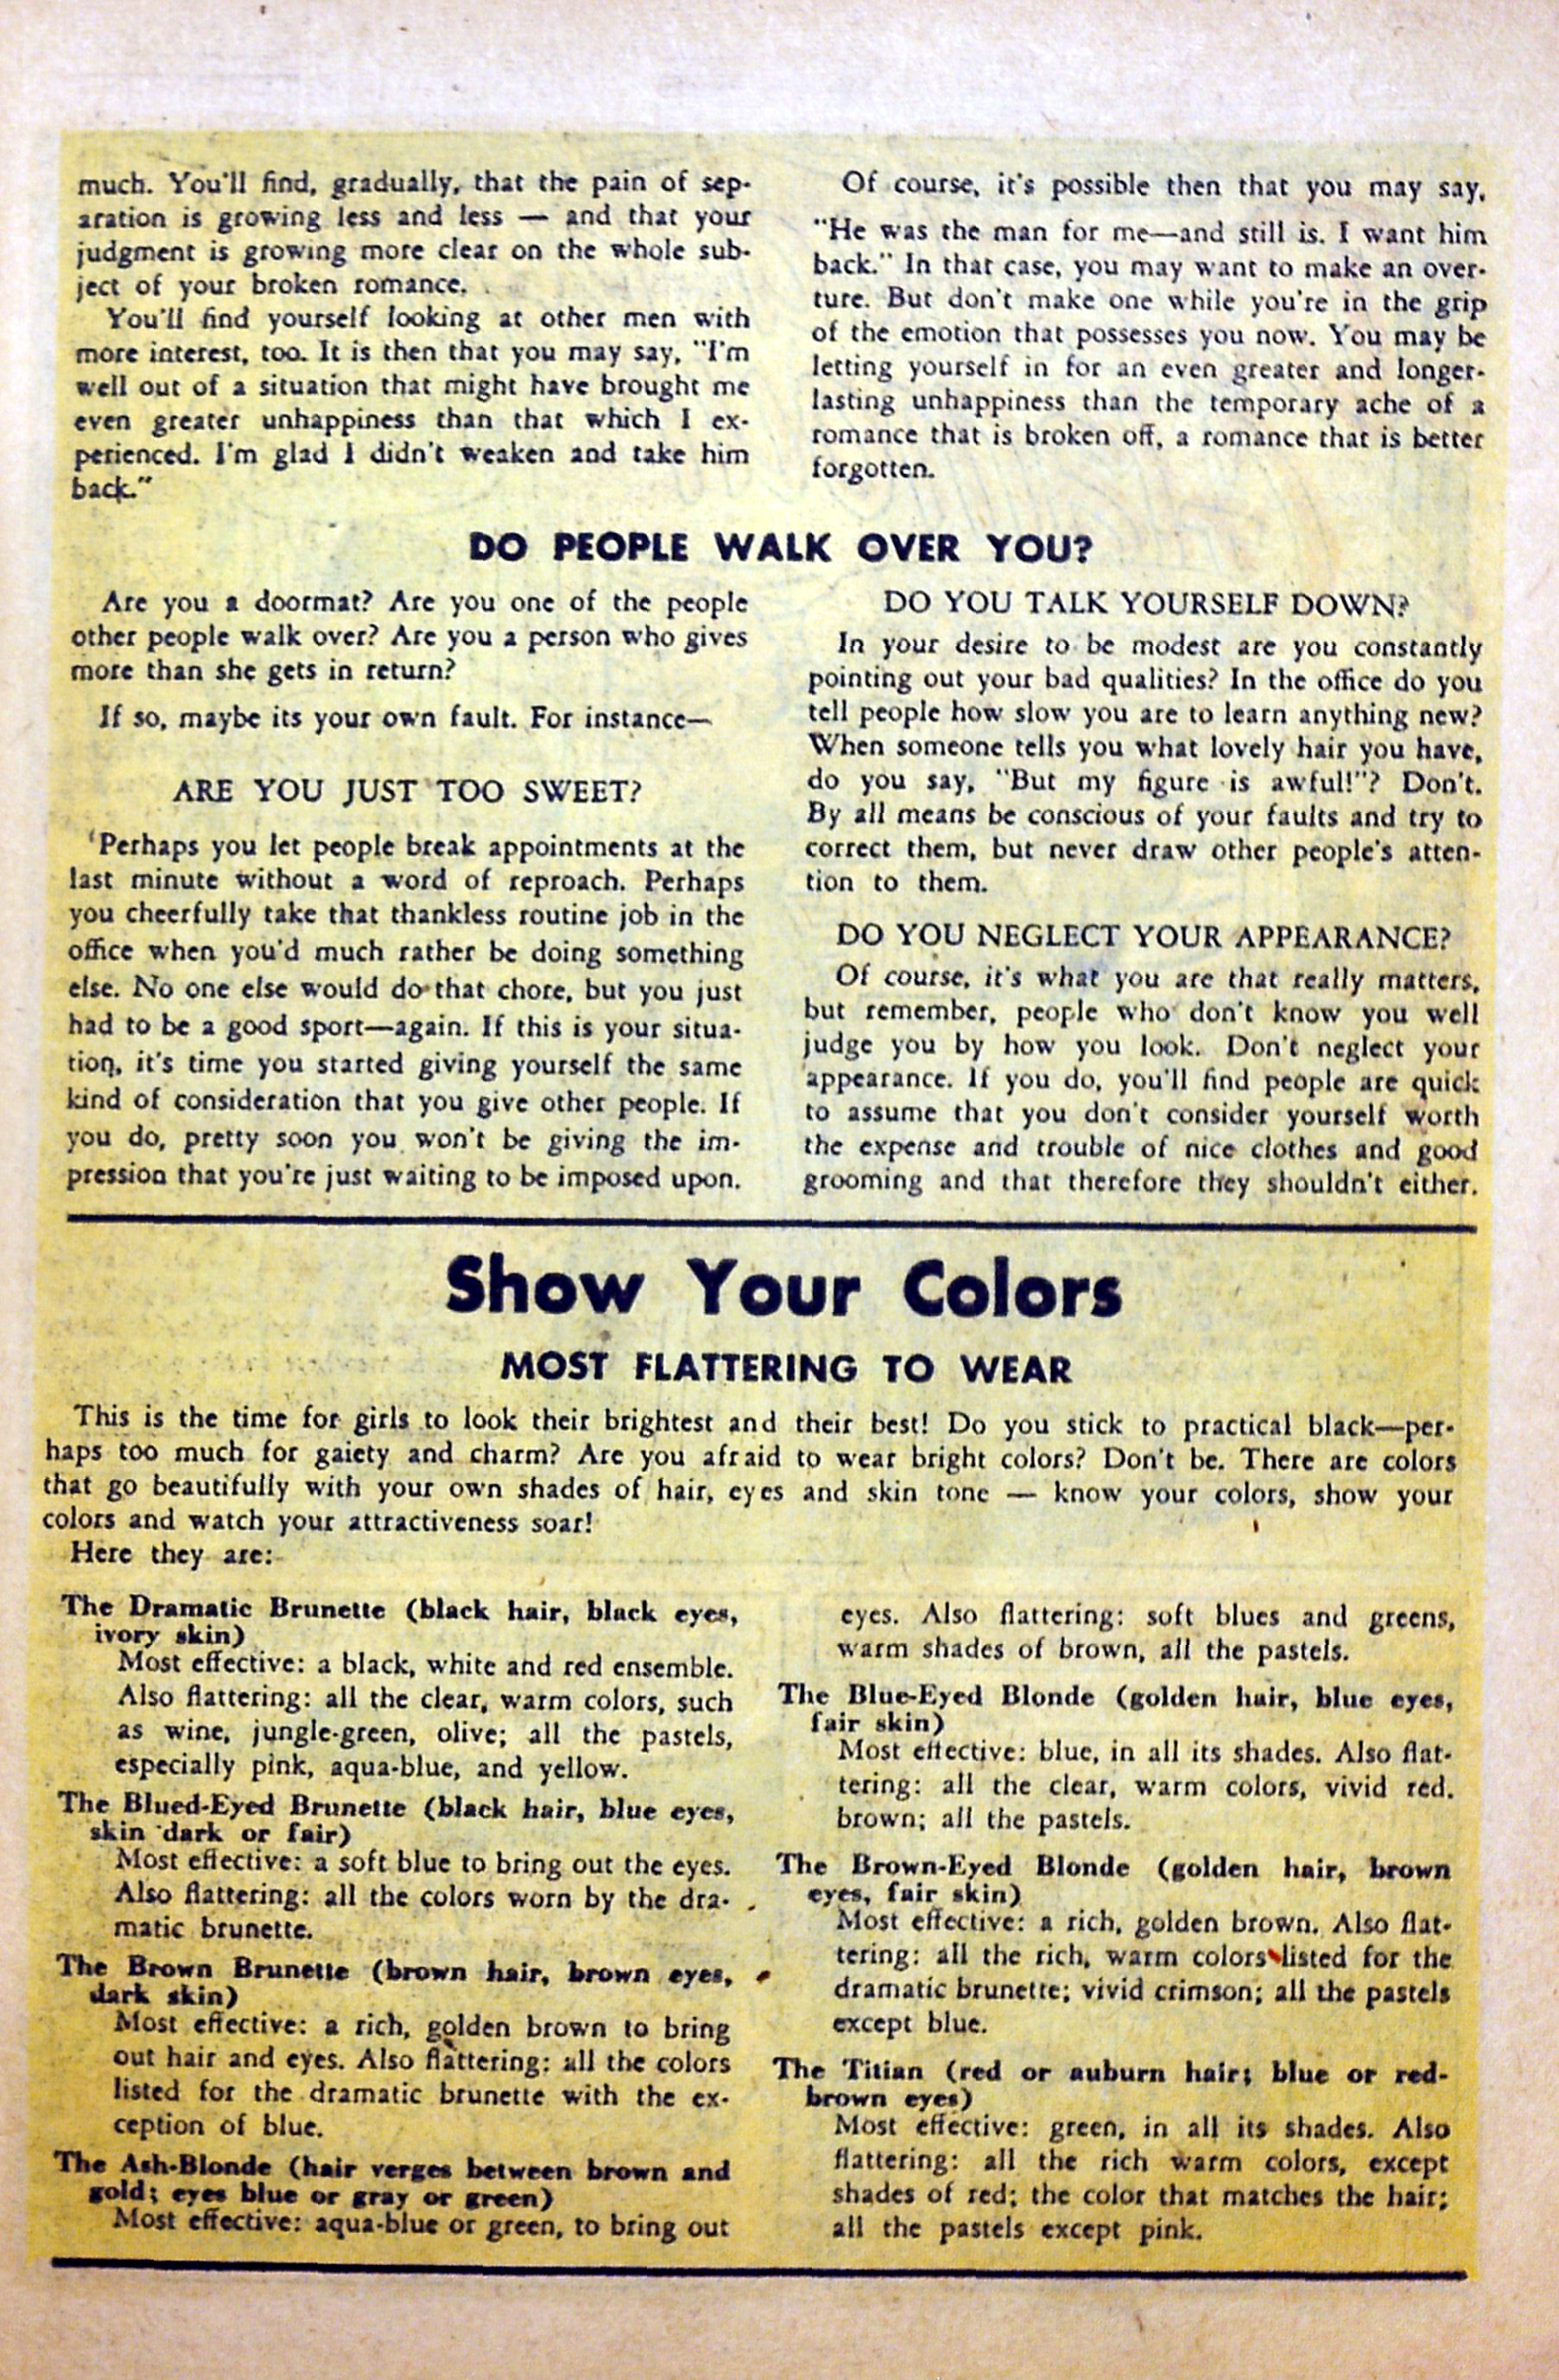 much. You'll find, gradually, that the pain of sep-
aration is growing less and less — and that your
judgment is growing more clear on the whole sub-
ject of your broken romance.
You'll find yourself looking at other men with
more interest, too. It is then that you may say, "I'm
well out of a situation that might have brought me
even greater unhappiness than that which I ex-
perienced. I'm glad I didn't weaken and take him
back."
Of course, it's possible then that you may say,
"He was the man for me—and still is. I want him
back." In that case, you may want to make an over-
ture. But don't make one while you're in the grip
of the emotion that possesses you now. You may be
letting yourself in for an even greater and longer-
lasting unhappiness than the temporary ache of a
romance that is broken off, a romance that is better
forgotten.
DO PEOPLE WALK OVER YOU?
Are you a doormat? Are you one of the people
other people walk over? Are you a person who gives
more than she gets in return?
If so, maybe its your own fault. For instance—
ARE YOU JUST TOO SWEET?
'Perhaps you let people break appointments at the
last minute without a word of reproach. Perhaps
you cheerfully take that thankless routine job in the
office when you'd much rather be doing something
else. No one else would do that chore, but you just
had to be a good sport—again. If this is your situa-
tion, it's time you started giving yourself the same
kind of consideration that you give other people. If
you do, pretty soon you won't be giving the im-
pression that you're just waiting to be imposed upon.
DO YOU TALK YOURSELF DOWN?
In your desire to be modest are you constantly
pointing out your bad qualities? In the office do you
tell people how slow you are to learn anything new?
When someone tells you what lovely hair you have,
do you say, "But my figure is awful!"? Don't.
By all means be conscious of your faults and try to
correct them, but never draw other people's atten-
tion to them.
DO YOU NEGLECT YOUR APPEARANCE?
Of course, it's what you are that really matters,
but remember, people who don't know you well
judge you by how you look. Don't neglect your
appearance. If you do, you'll find people are quick
to assume that you don't consider yourself worth
the expense and trouble of nice clothes and good
grooming and that therefore they shouldn't either.
Show Your Colors
MOST FLATTERING TO WEAR
This is the time for girls to look their brightest and their best! Do you stick to practical black—per-
haps too much for gaiety and charm? Are you afraid to wear bright colors? Don't be. There are colors
that go beautifully with your own shades of hair, eyes and skin tone — know your colors, show your
colors and watch your attractiveness soar!
Here they are:
The Dramatic Brunette (black hair, black eyes,
ivory skin)
Most effective: a black, white and red ensemble.
Also flattering: all the clear, warm colors, such
as wine, jungle-green, olive; all the pastels,
especially pink, aqua-blue, and yellow.
The Blued-Eyed Brunette (black hair, blue eyes,
skin dark or fair)
Most effective: a soft blue to bring out the eyes.
Also flattering: all the colors worn by the dra-
matic brunette.
The Brown Brunette (brown hair, brown eyes,
dark skin)
Most effective: a rich, golden brown to bring
out hair and eyes. Also flattering: all the colors
listed for the dramatic brunette with the ex-
ception of blue.
The Ash-Blonde (hair verges between brown and
gold; eyes blue or gray or green)
Most effective: aqua-blue or green, to bring out
eyes. Also flattering: soft blues and greens,
warm shades of brown, all the pastels.
The Blue-Eyed Blonde (golden hair, blue eyes,
fair skin)
Most effective: blue, in all its shades. Also flat-
tering: all the clear, warm colors, vivid red.
brown; all the pastels.
The Brown-Eyed Blonde (golden hair, brown
eyes, fair skin)
Most effective: a rich, golden brown. Also flat-
tering: all the rich, warm colors listed for the
dramatic brunette; vivid crimson; all the pastels
except blue.
The Titian (red or auburn hair; blue or red-
brown eyes)
Most effective: green, in all its shades. Also
flattering: all the rich warm colors, except
shades of red; the color that matches the hair;
all the pastels except pink.